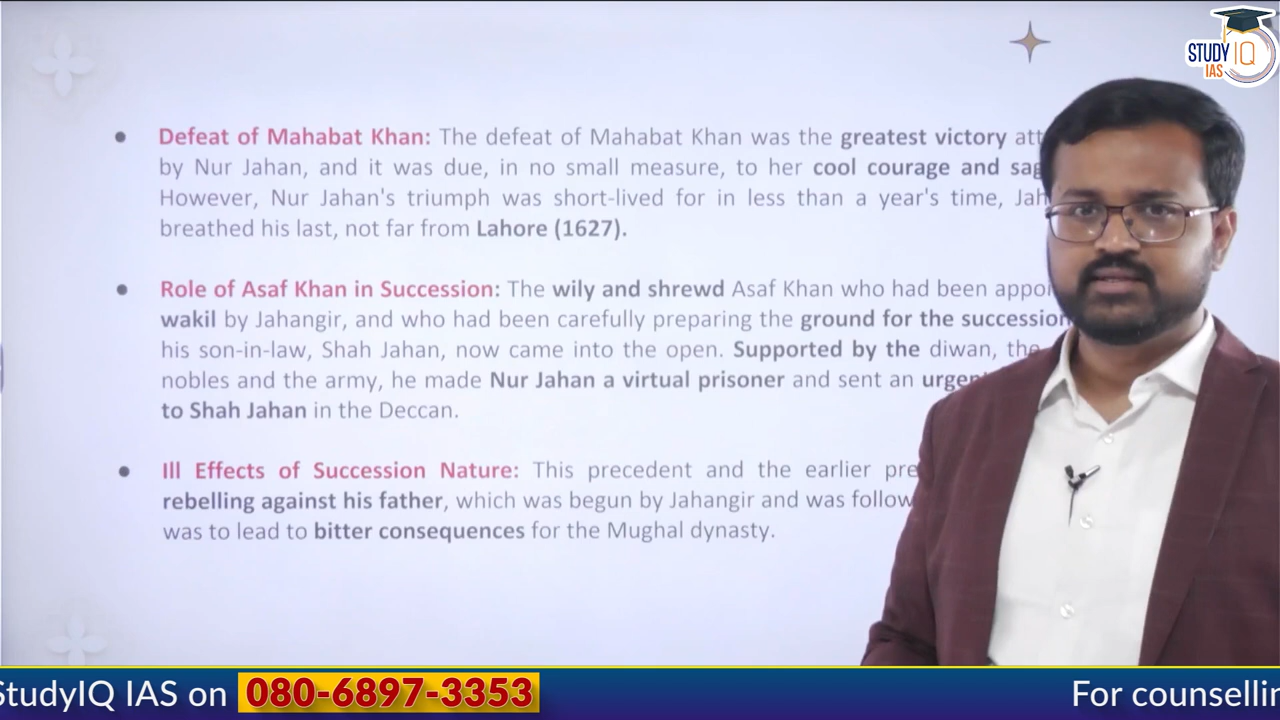 STUDY IQ
IAS
Defeat of Mahabat Khan: The defeat of Mahabat Khan was the greatest victory
by Nur Jahan, and it was due, in no small measure, to her cool courage and
However, Nur Jahan's triumph was short-lived for in less than a year's time,
breathed his last, not far from Lahore (1627).
Role of Asaf Khan in Succession: The wily and shrewd Asaf Khan who had been
wakil by Jahangir, and who had been carefully preparing the ground for the succession
his son-in-law, Shah Jahan, now came into the open. Supported by the diwan, the
nobles and the army, he made Nur Jahan a virtual prisoner and sent an
to Shah Jahan in the Deccan.
Ill Effects of Succession Nature: This precedent and the earlier
rebelling against his father, which was begun by Jahangir and was
was to lead to bitter consequences for the Mughal dynasty.
StudyIQ IAS on 080-6897-3353 For